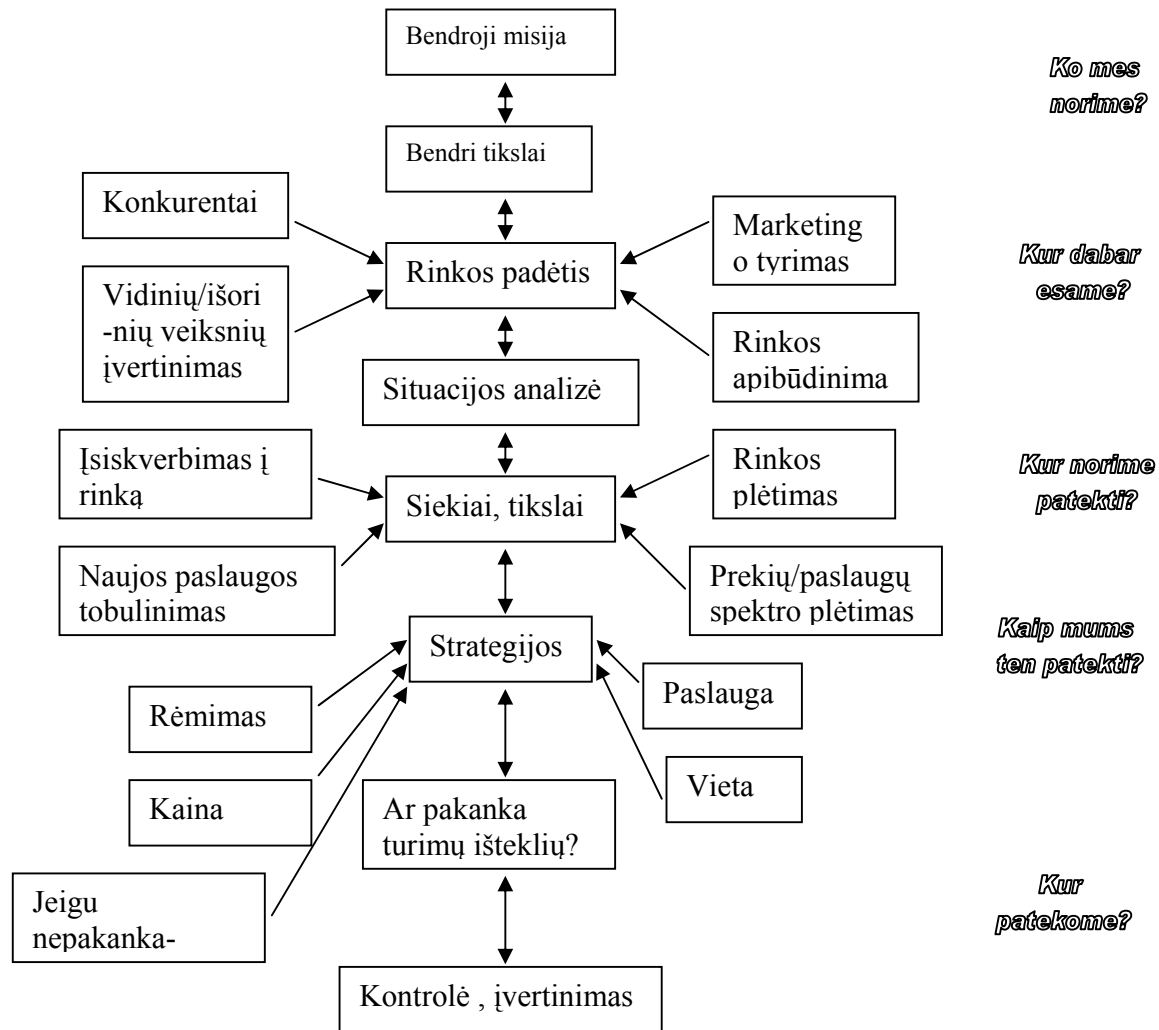 Bendroji misija
Ko mes
norime?
Bendri tikslai
Konkurentai
Marketing
o tyrimas
Rinkos padėtis
Kur dabar
esame?
Vidinių/išori
-nių veiksnių
įvertinimas
Rinkos
apibūdinima
Situacijos analizė
Įsiskverbimas į
rinką
Rinkos
plėtimas
Kur norime
patekti?
Siekiai, tikslai
Naujos paslaugos
tobulinimas
Prekių/paslaugų
spektro plėtimas
Kaip mums
ten patekti?
Strategijos
Rėmimas
Paslauga
Kaina
Vieta
Ar pakanka
turimų išteklių?
Jeigu
nepakanka-
Kur
patekome?
Kontrolė , įvertinimas